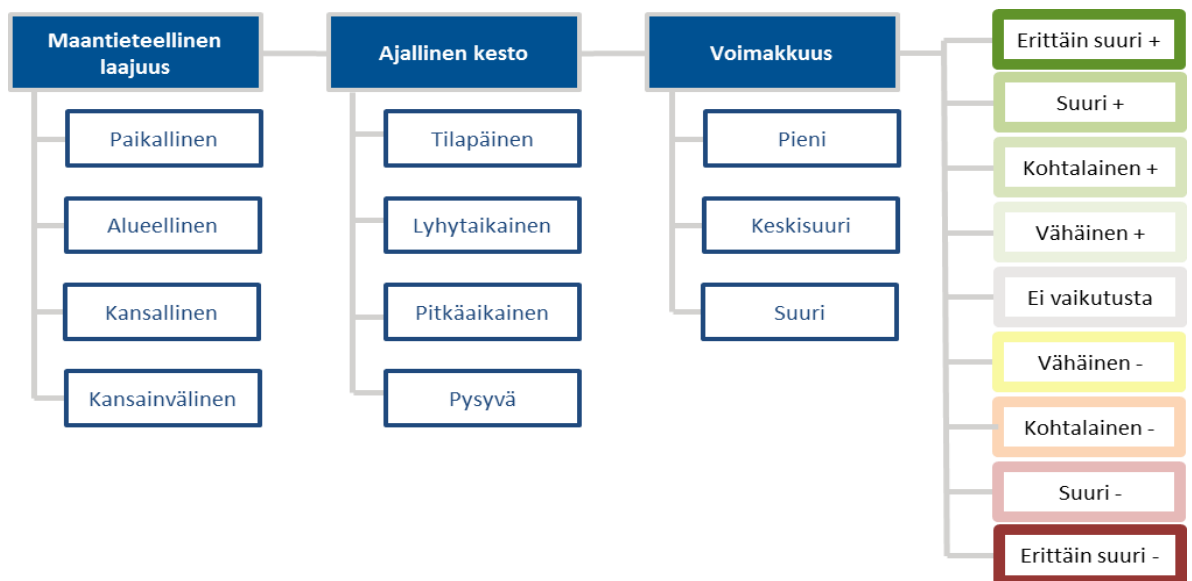 Maantieteellinen
laajuus
Paikallinen
Alueellinen
Kansallinen
Kansainvälinen
Ajallinen kesto
Tilapäinen
Lyhytaikainen
Pitkäaikainen
Pysyvä
Voimakkuus
Pieni
Keskisuuri
Suuri
Erittäin suuri +
Suuri +
Kohtalainen +
Vähäinen +
Ei vaikutusta
Vähäinen -
Kohtalainen -
Suuri -
Erittäin suuri -